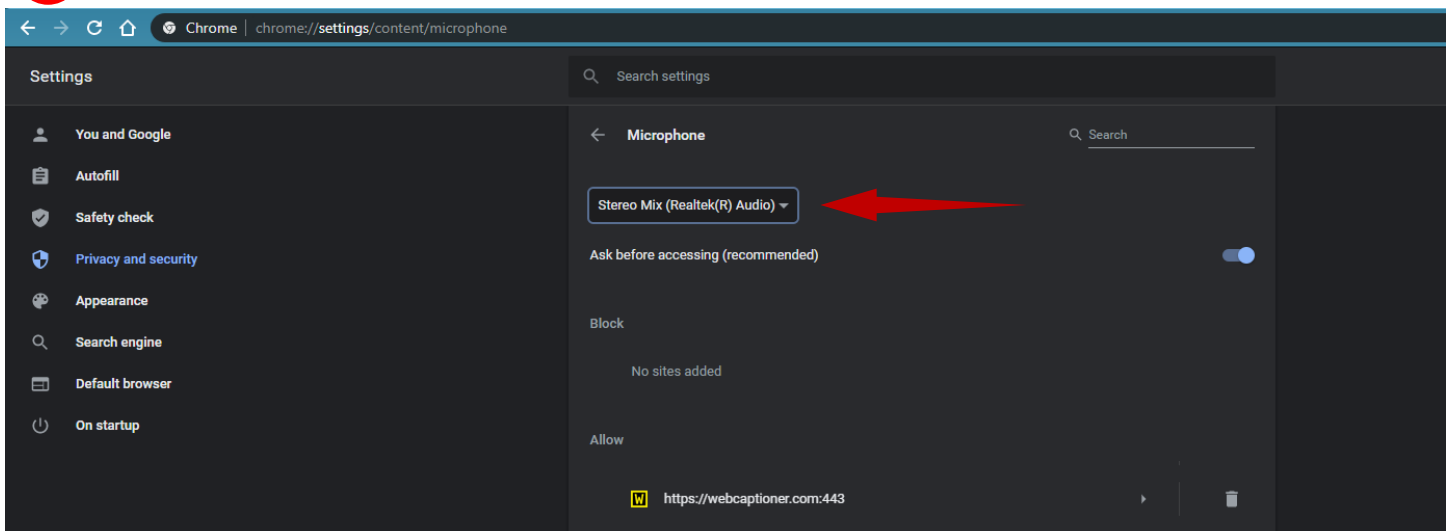 Chrome | chrome://settings/content/microphone
Settings
Search settings
You and Google
Autofill
Safety check
Privacy and security
Appearance
Search engine
Default browser
On startup
Microphone
Search
Stereo Mix (Realtek(R) Audio)
Ask before accessing (recommended)
Block
No sites added
Allow
W https://webcaptioner.com:443